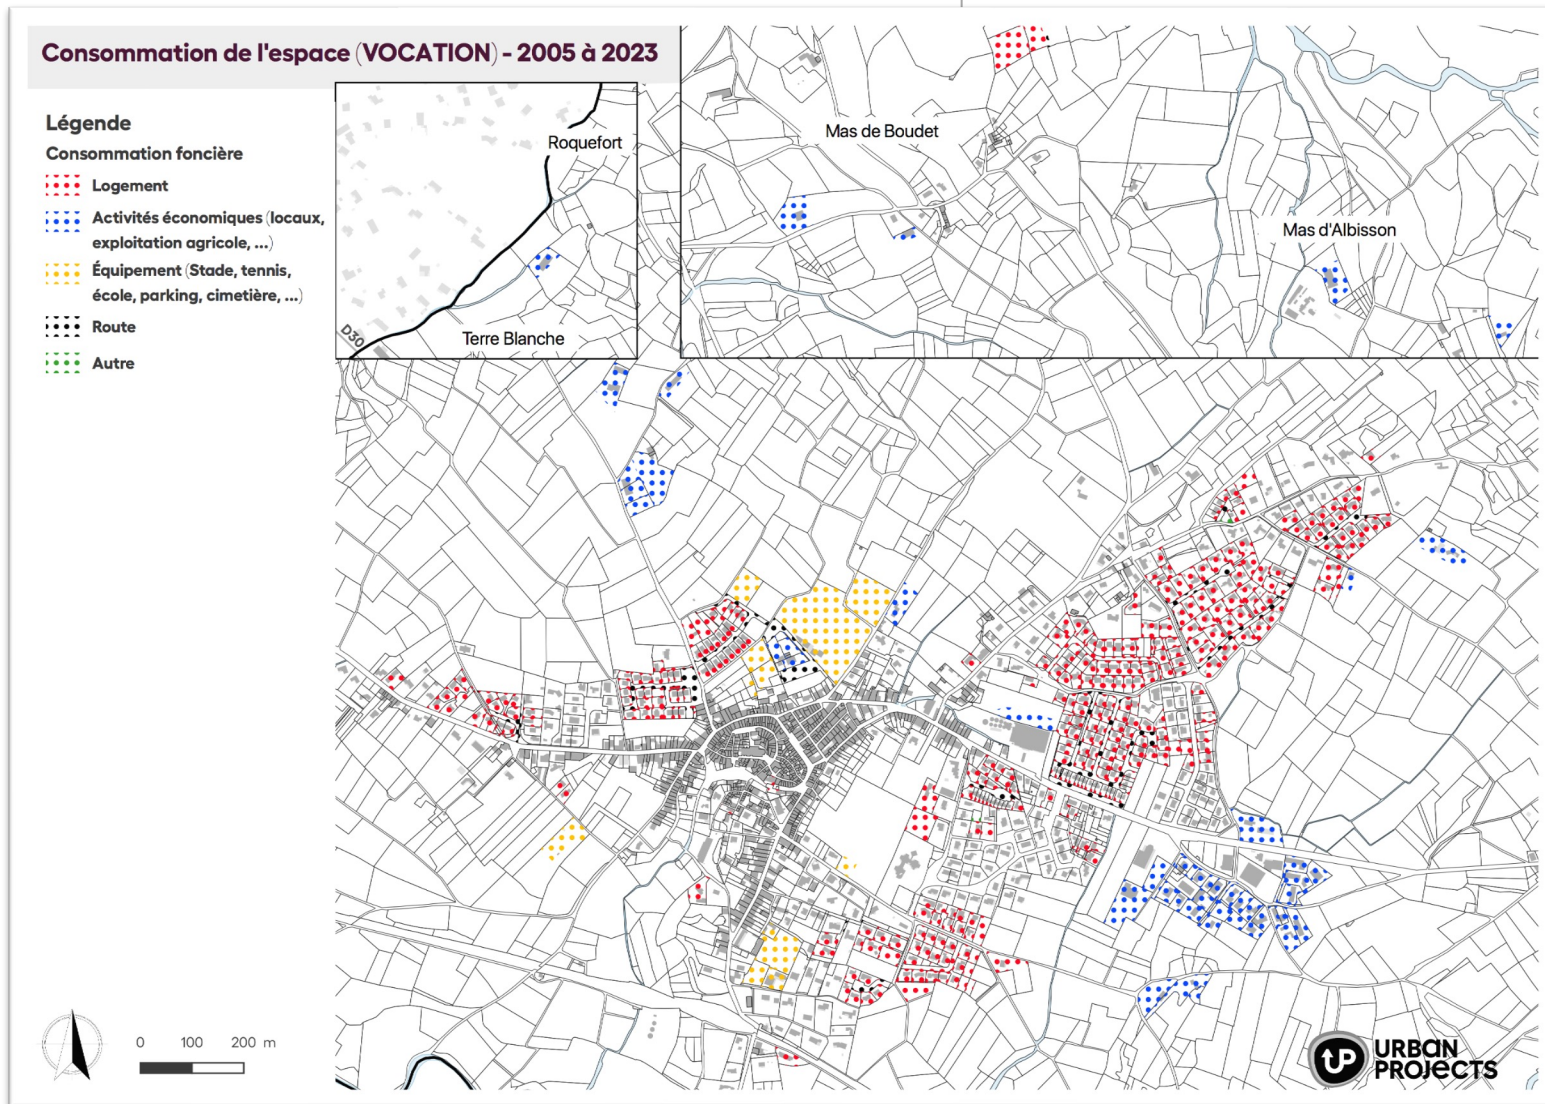 Consommation de l'espace (VOCATION) - 2005 à 2023
Légende
Consommation foncière
Logement
Activités économiques (locaux,
exploitation agricole, ...)
Équipement (Stade, tennis,
école, parking, cimetière, ...)
Route
Autre
Roquefort
D30
Terre Blanche
Mas de Boudet
Mas d'Albisson
0 100 200 m
UP
URBAN
PROJECTS